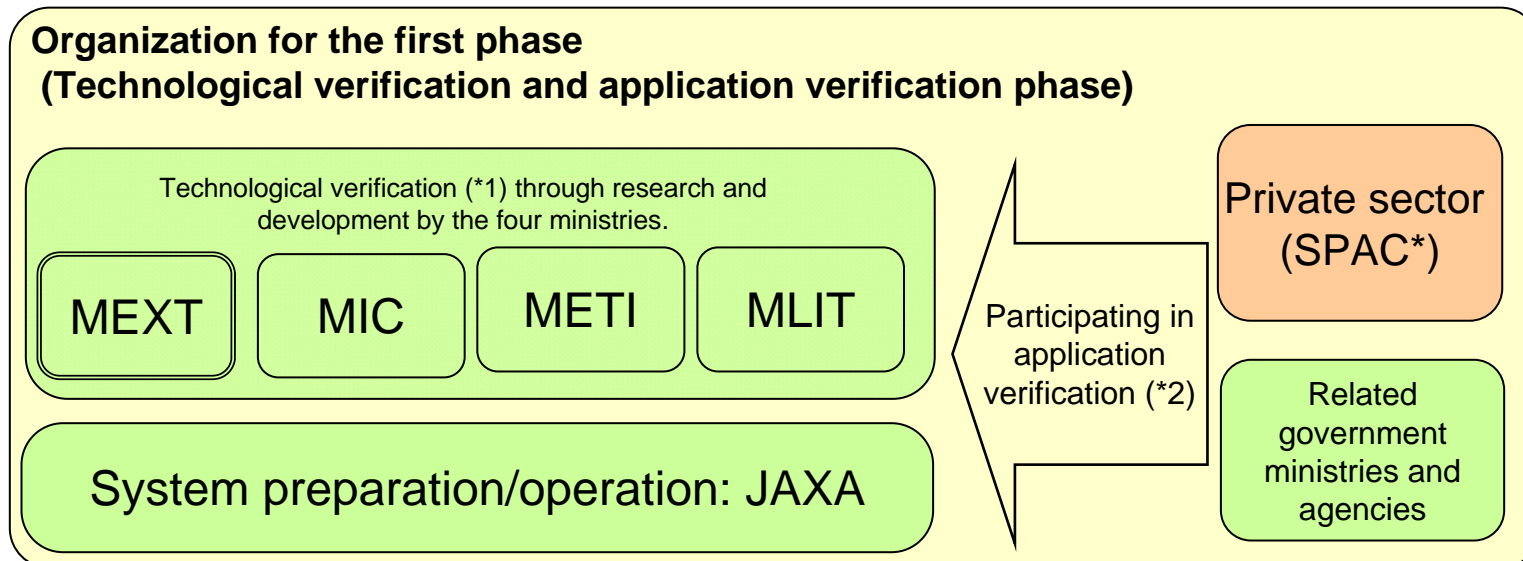 Organization for the first phase
(Technological verification and application verification phase)
Technological verification (*1) through research and
development by the four ministries.
MEXT
MIC
METI
MLIT
System preparation/operation: JAXA
Participating in
application
verification (*2)
Private sector
(SPAC*)
Related
government
ministries and
agencies